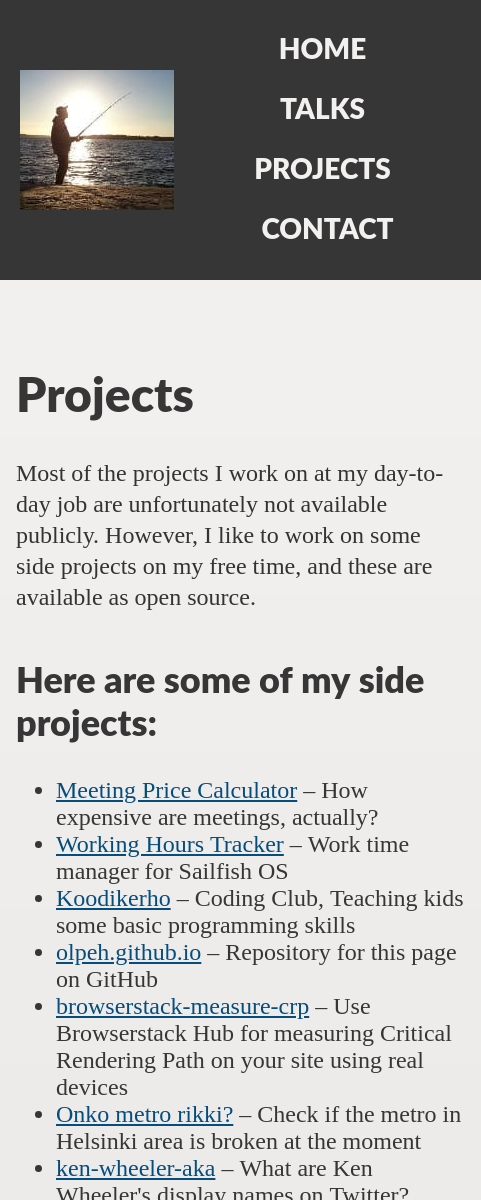 HOME
TALKS
PROJECTS
CONTACT
Projects
Most of the projects I work on at my day-to-
day job are unfortunately not available
publicly. However, I like to work on some
side projects on my free time, and these are
available as open source.
Here are some of my side
projects:
• Meeting Price Calculator – How
expensive are meetings, actually?
• Working Hours Tracker – Work time
manager for Sailfish OS
• Koodikerho – Coding Club, Teaching kids
some basic programming skills
• olpeh.github.io – Repository for this page
on GitHub
• browserstack-measure-crp – Use
Browserstack Hub for measuring Critical
Rendering Path on your site using real
devices
• Onko metro rikki? – Check if the metro in
Helsinki area is broken at the moment
• ken-wheeler-aka – What are Ken
Wheeler's display names on Twitter?